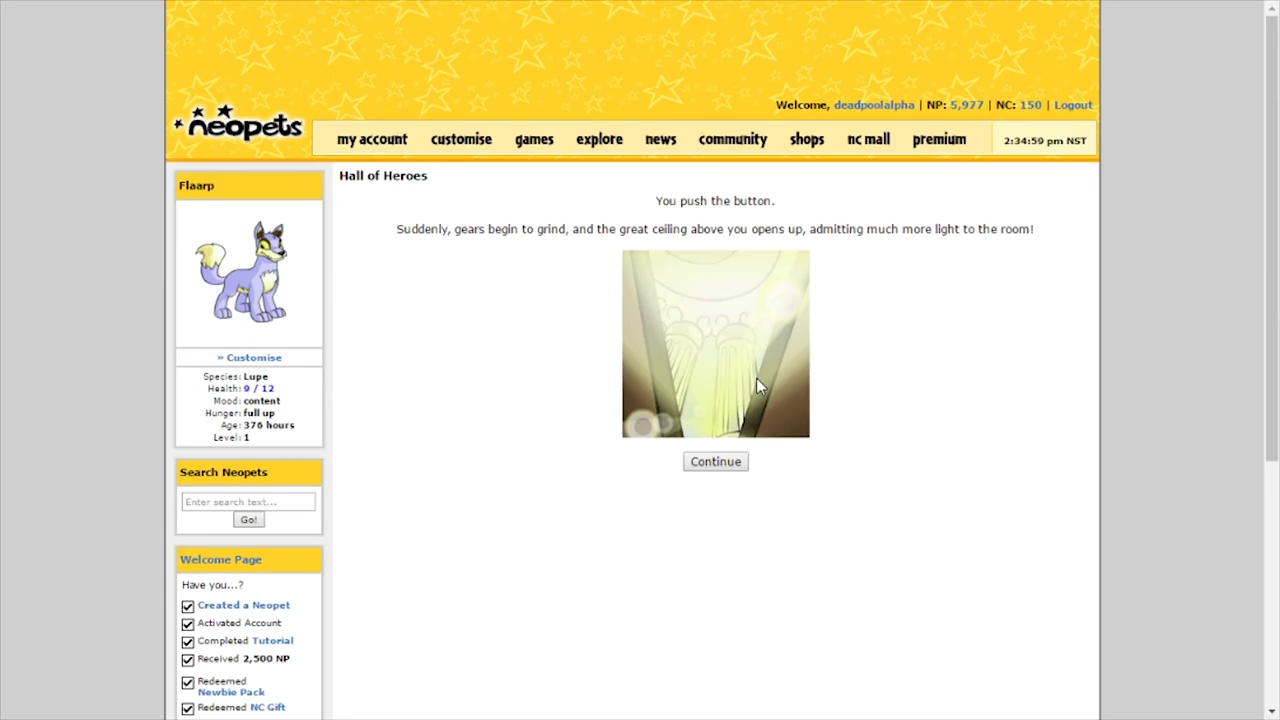 Welcome, deadpoolalpha | NP: 5,977 | NC: 150 | Logout
neopets
my account customise games explore news community shops nc mall premium 2:34:59 pm NST
Flaarp
» Customise
Species: Lupe
Health: 9 / 12
Mood: content
Hunger: full up
Age: 376 hours
Level: 1
Search Neopets
Enter search text...
Go!
Welcome Page
Have you...?
Created a Neopet
Activated Account
Completed Tutorial
Received 2,500 NP
Redeemed
Newbie Pack
Redeemed NC Gift
Hall of Heroes
You push the button.
Suddenly, gears begin to grind, and the great ceiling above you opens up, admitting much more light to the room!
Continue